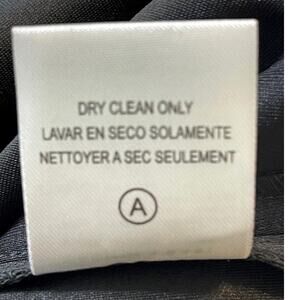 DRY CLEAN ONLY
LAVAR EN SECO SOLAMENTE
NETTOYER A SEC SEULEMENT
A